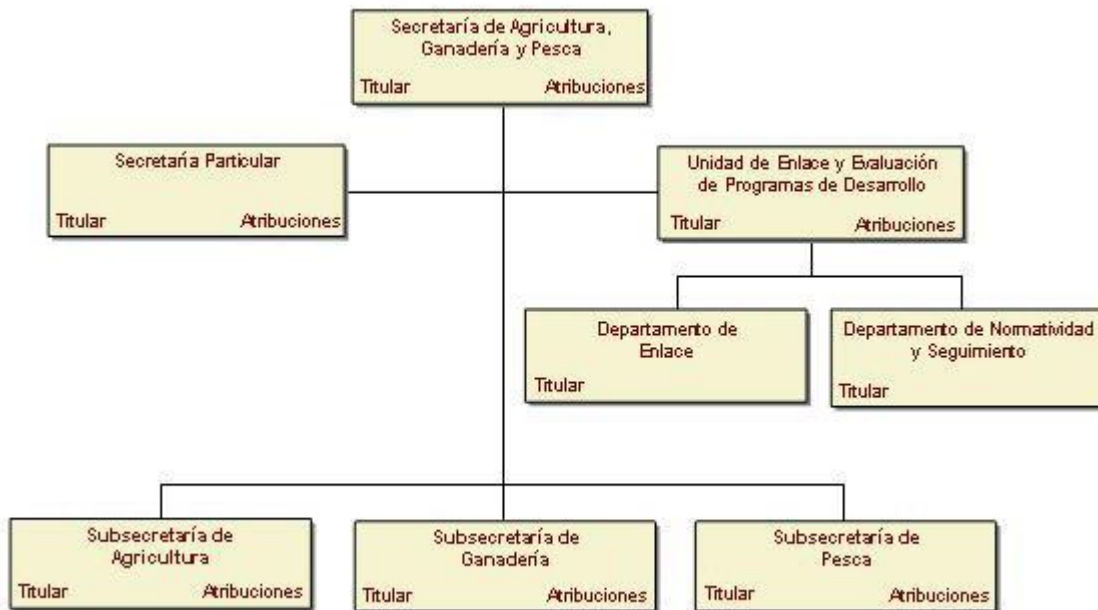 Secretaría de Agricultura,
Ganadería y Pesca
Titular Atribuciones
Secretaría Particular
Titular Atribuciones
Unidad de Enlace y Evaluación
de Programas de Desarrollo
Titular Atribuciones
Departamento de
Enlace
Titular
Departamento de Normatividad
y Seguimiento
Titular
Subsecretaría de
Agricultura
Titular Atribuciones
Subsecretaría de
Ganadería
Titular Atribuciones
Subsecretaría de
Pesca
Titular Atribuciones